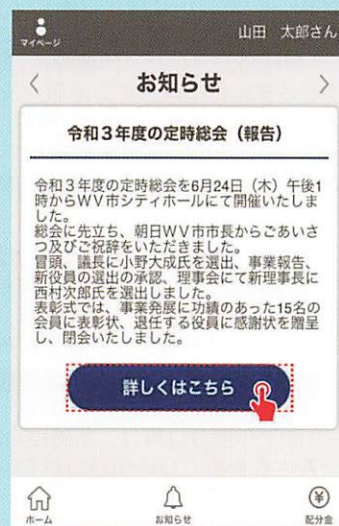 マイページ
山田 太郎さん
お知らせ
令和3年度の定時総会（報告）
令和3年度の定時総会を6月24日（木）午後1
時からＷＶ市シティホールにて開催いたしま
した。
総会に先立ち、朝日ＷＶ市市長からごあいさ
つ及びご祝辞をいただきました。
冒頭、議長に小野大成氏を選出、事業報告、
新役員の選出の承認、理事会にて新理事長に
西村次郎氏を選出しました。
表彰式では、事業発展に功績のあった15名の
会員に表彰状、退任する役員に感謝状を贈呈
し、閉会いたしました。
詳しくはこちら
ホーム
お知らせ
配分金